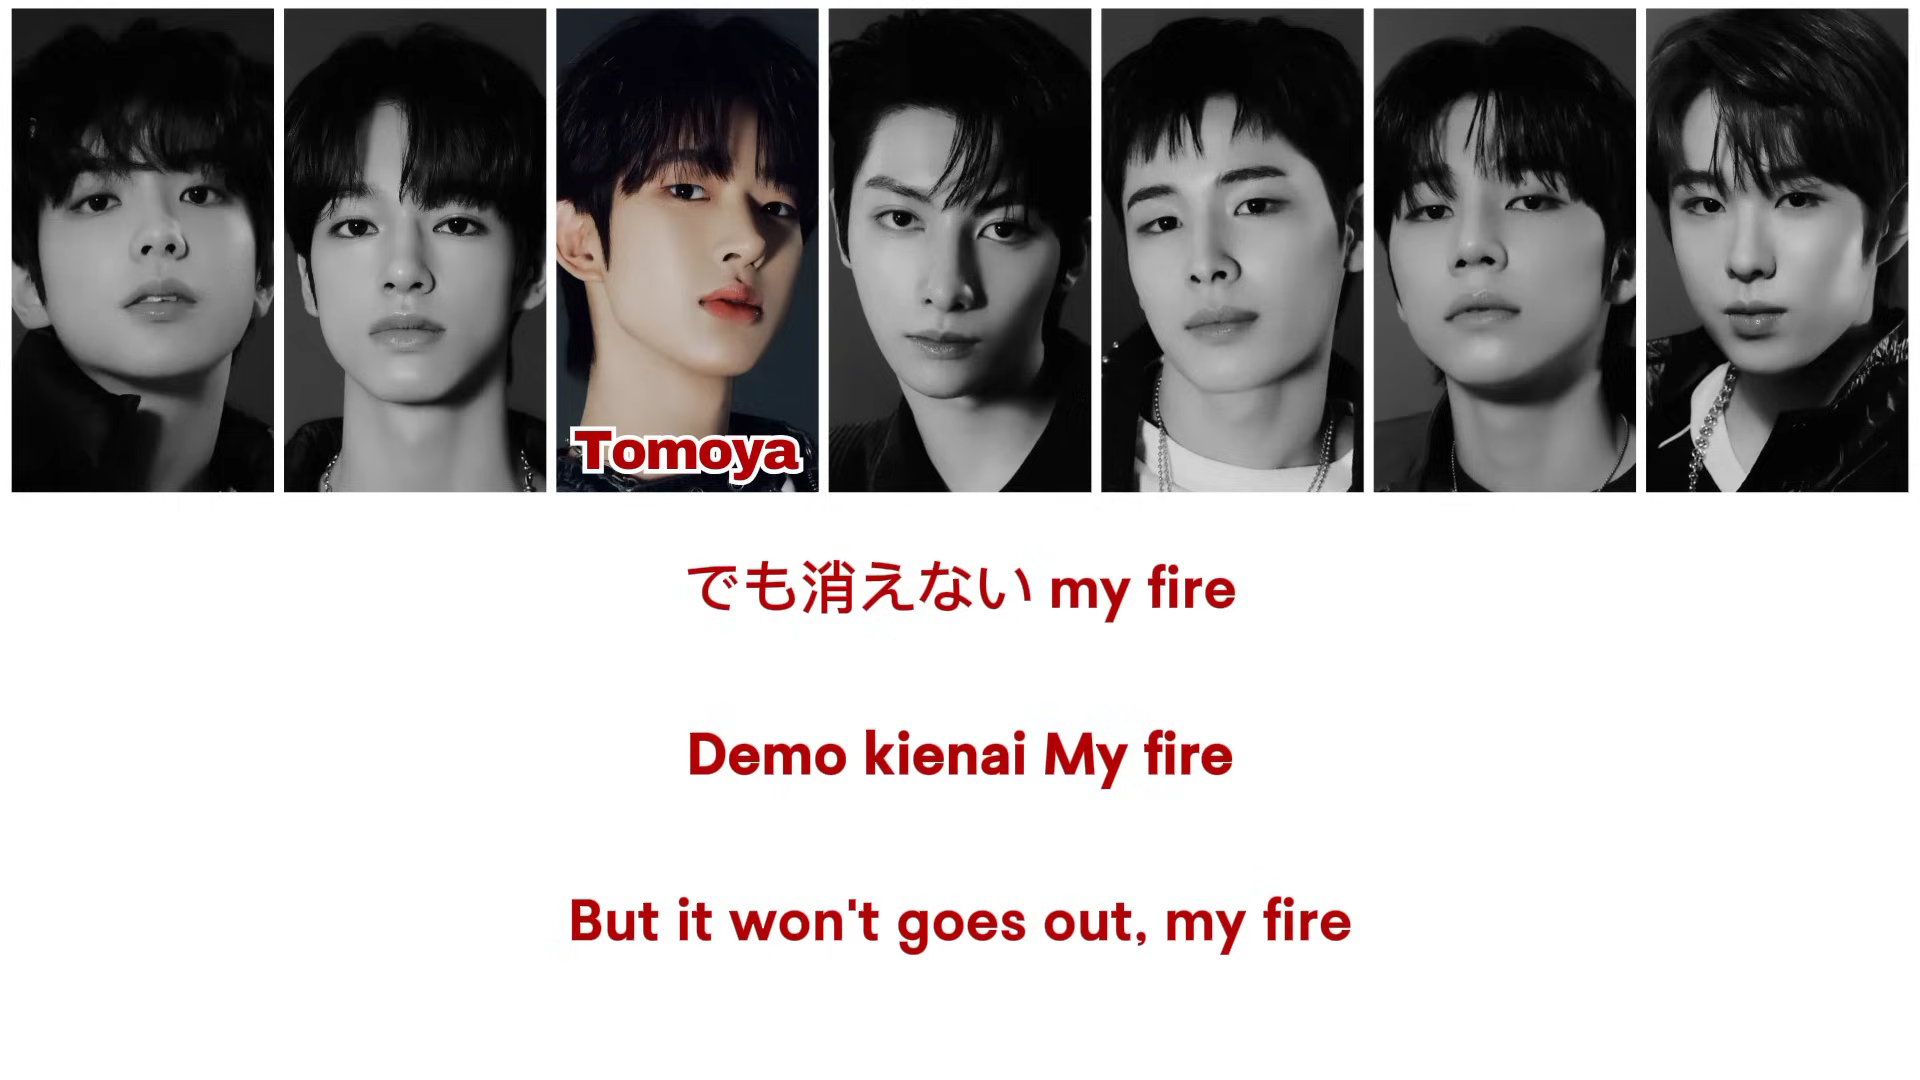 Tomoya
でも消えない my fire
Demo kienai My fire
But it won't goes out, my fire